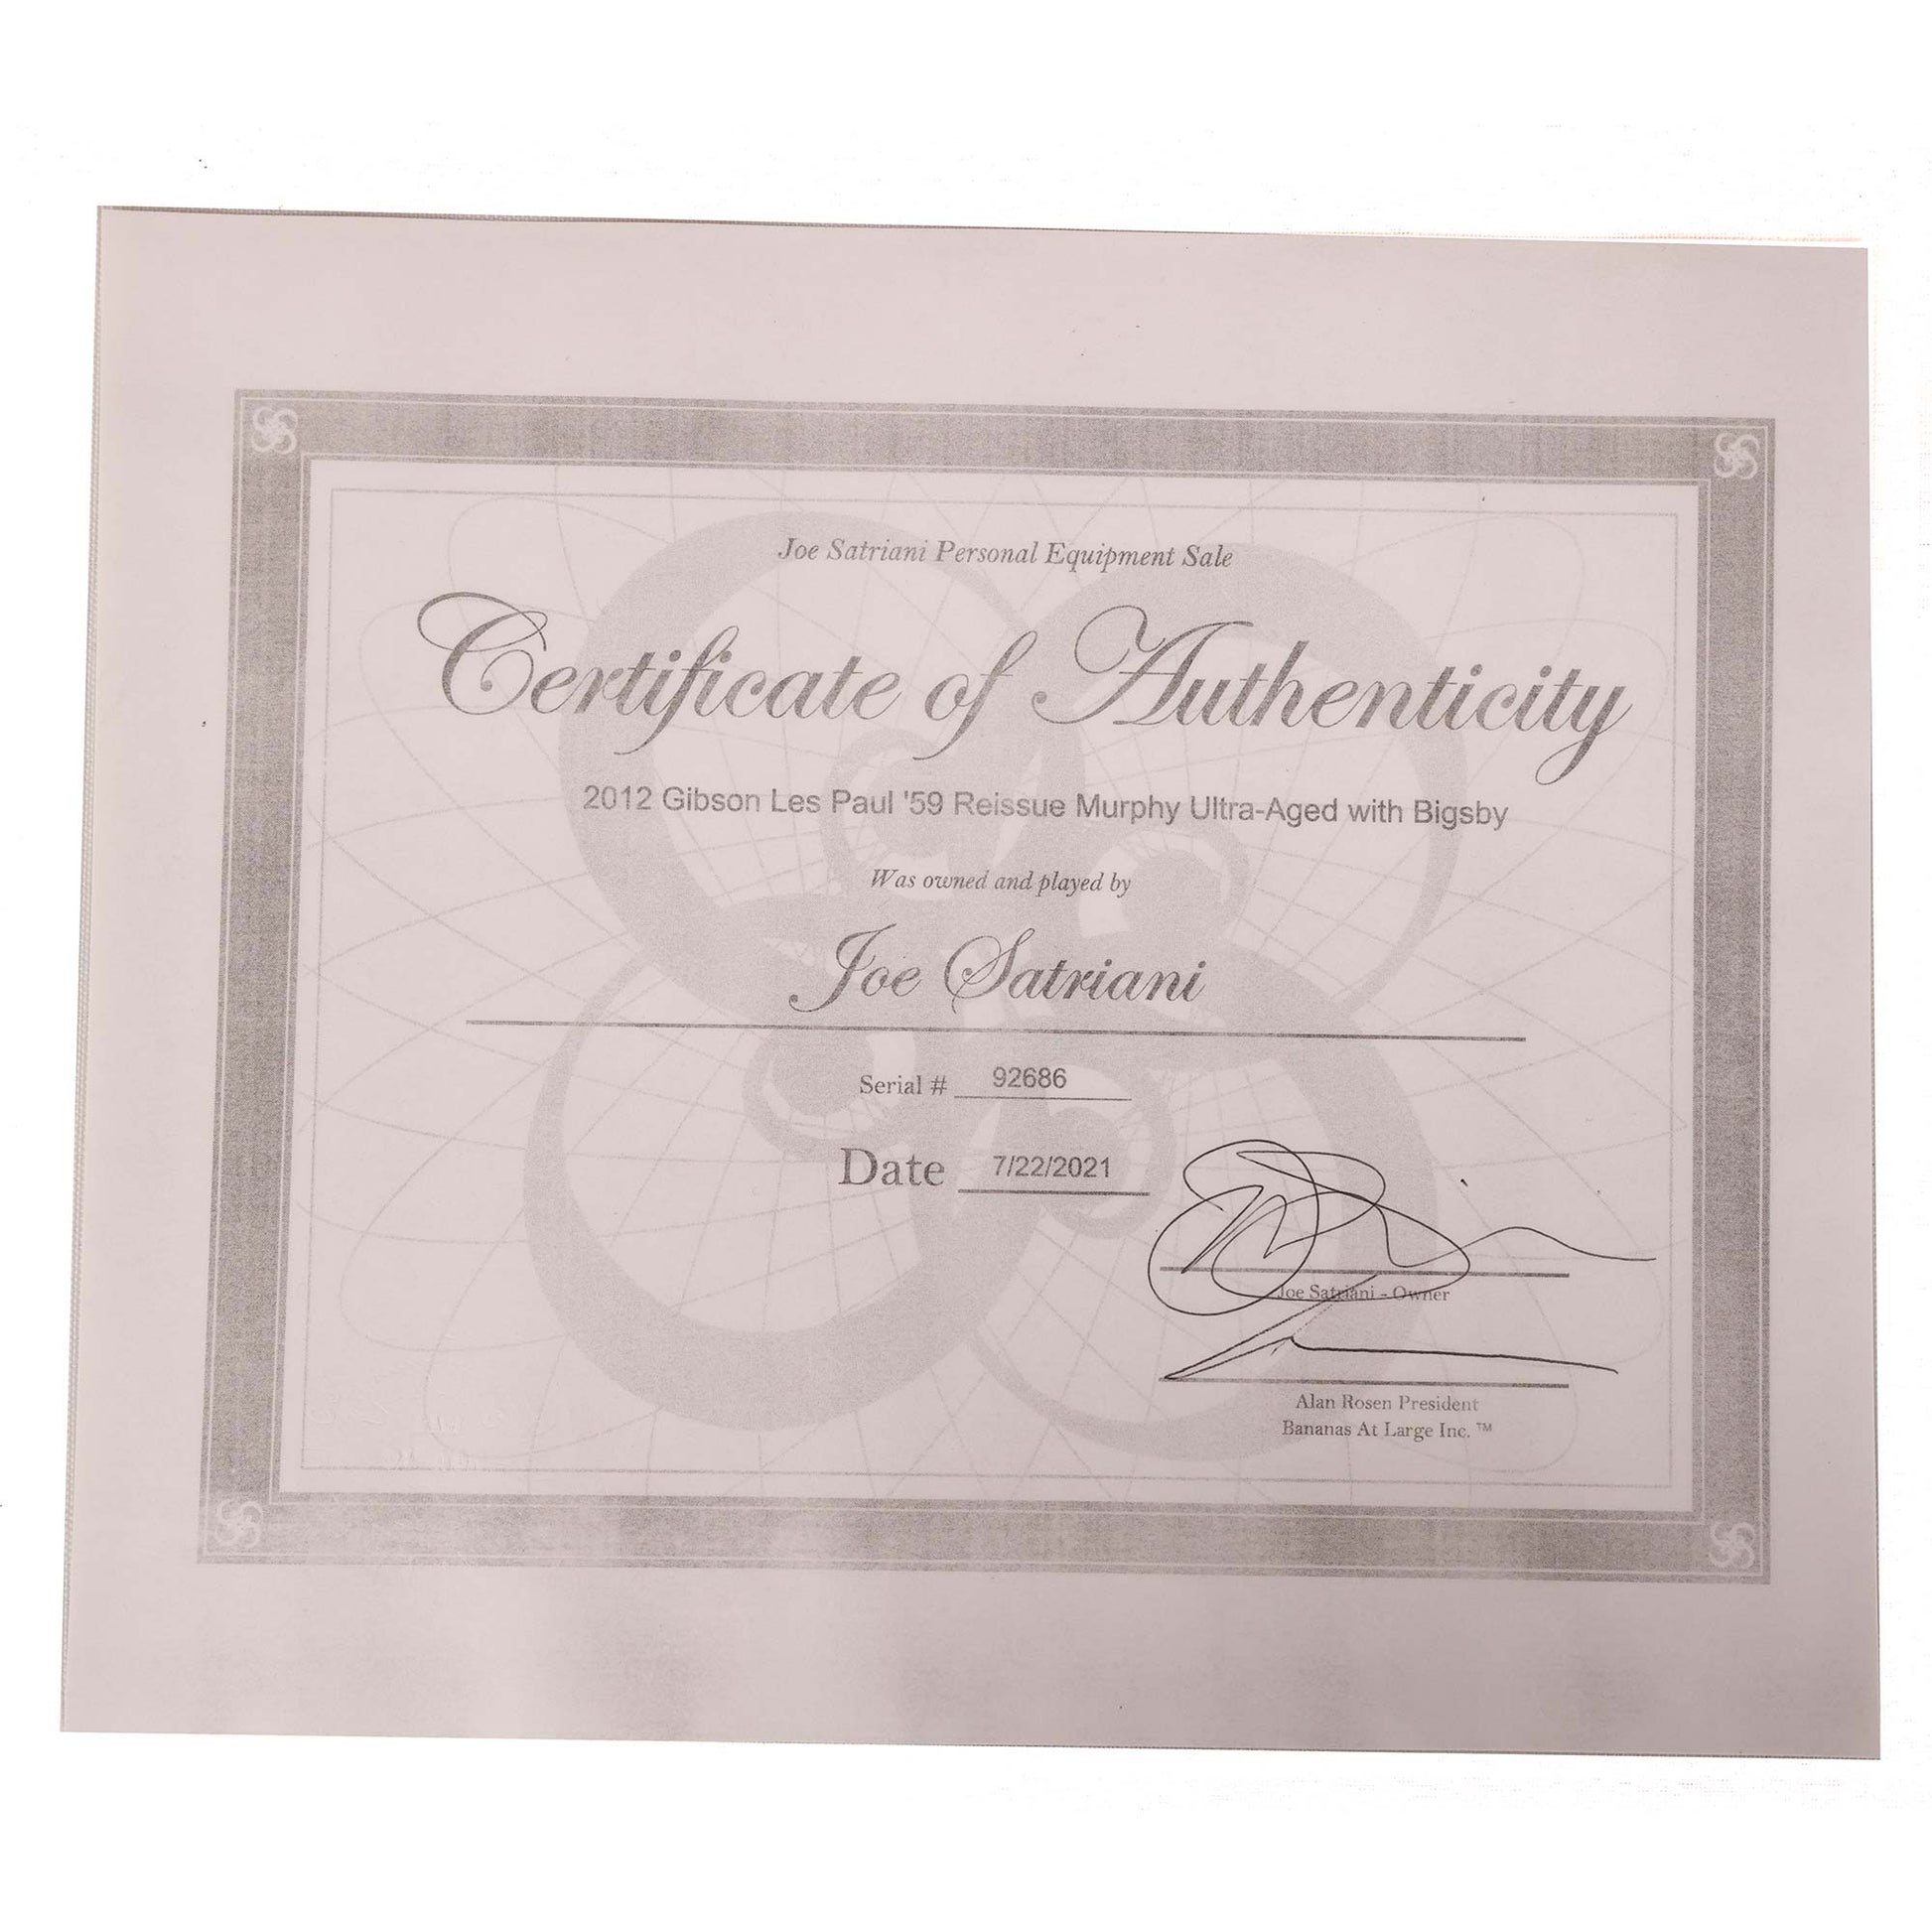 Joe Satriani Personal Equipment Sale
Certificate of Authenticity
2012 Gibson Les Paul '59 Reissue Murphy Ultra-Aged with Bigsby
Was owned and played by
Joe Satriani
Serial # 92686
Date 7/22/2021
Joe Satriani - Owner
Alan Rosen President
Bananas At Large Inc. ™